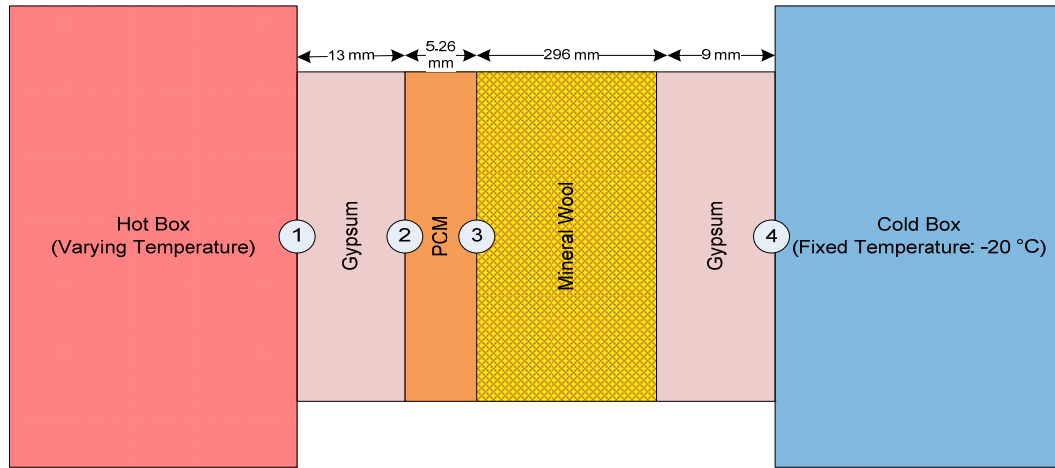 13 mm
5.26
mm
296 mm
9 mm
Hot Box
(Varying Temperature)
1
Gypsum
2
PCM
3
Mineral Wool
Gypsum
4
Cold Box
(Fixed Temperature: -20 °C)